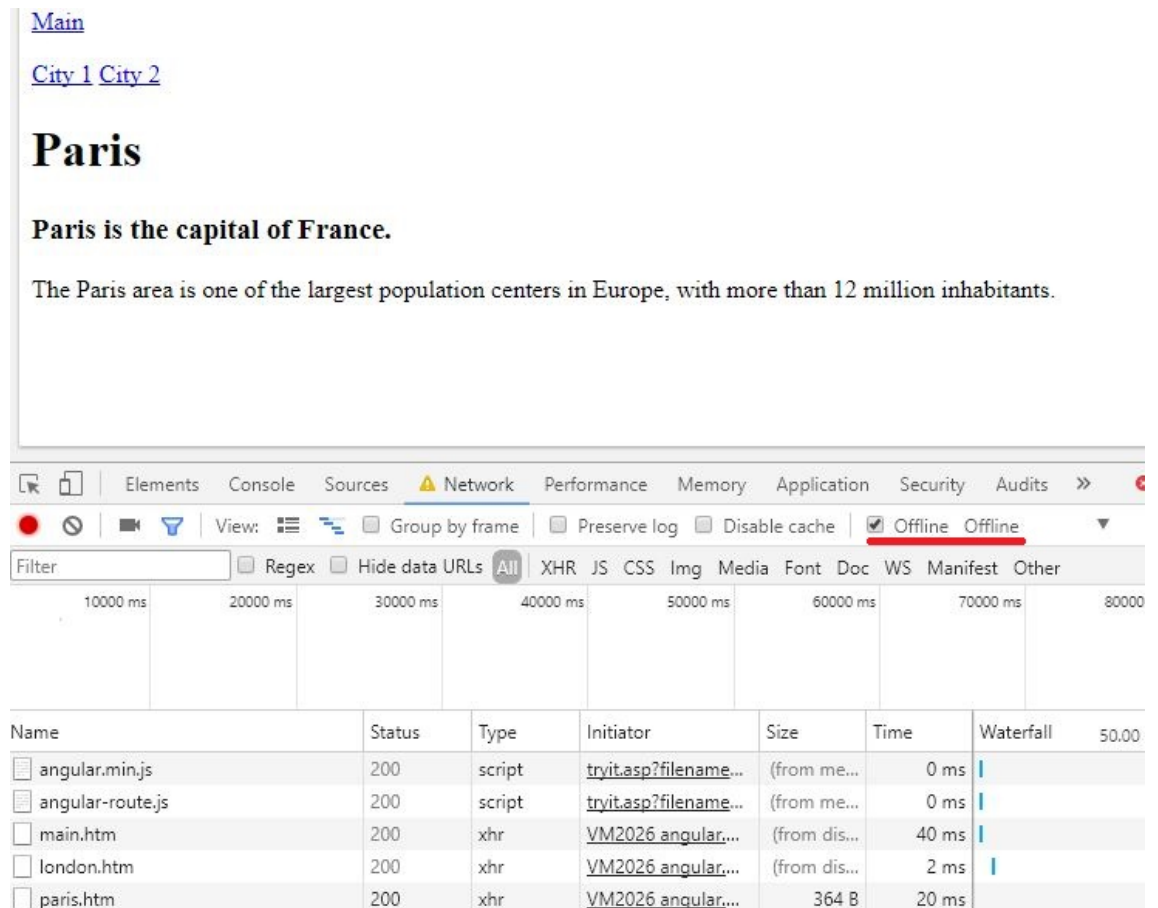 Main
City 1 City 2
Paris
Paris is the capital of France.
The Paris area is one of the largest population centers in Europe, with more than 12 million inhabitants.
Elements Console Sources Network Performance Memory Application Security Audits »
View: Group by frame Preserve log Disable cache Offline Offline
Filter Regex Hide data URLs All XHR JS CSS Img Media Font Doc WS Manifest Other
10000 ms 20000 ms 30000 ms 40000 ms 50000 ms 60000 ms 70000 ms 80000
Name Status Type Initiator Size Time Waterfall 50.00
angular.min.js 200 script tryit.asp?filename... (from me... 0 ms
angular-route.js 200 script tryit.asp?filename... (from me... 0 ms
main.htm 200 xhr VM2026 angular.... (from dis... 40 ms
london.htm 200 xhr VM2026 angular.... (from dis... 2 ms
paris.htm 200 xhr VM2026 angular.... 364 B 20 ms